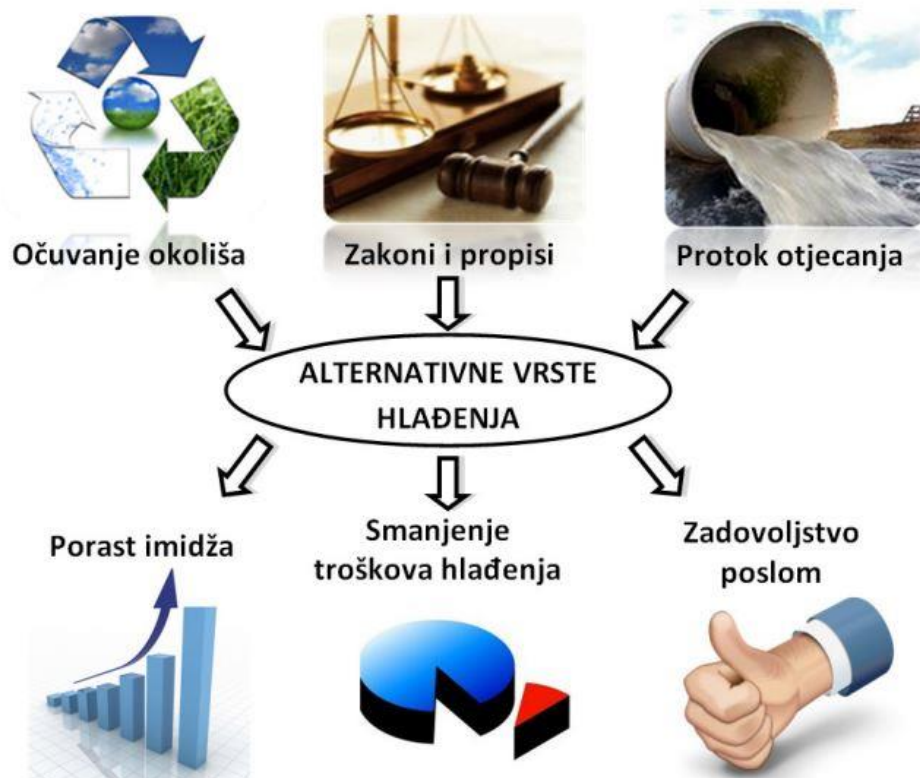 Očuvanje okoliša
Zakoni i propisi
Protok otjecanja
ALTERNATIVNE VRSTE
HLAĐENJA
Porast imidža
Smanjenje
troškova hlađenja
Zadovoljstvo
poslom